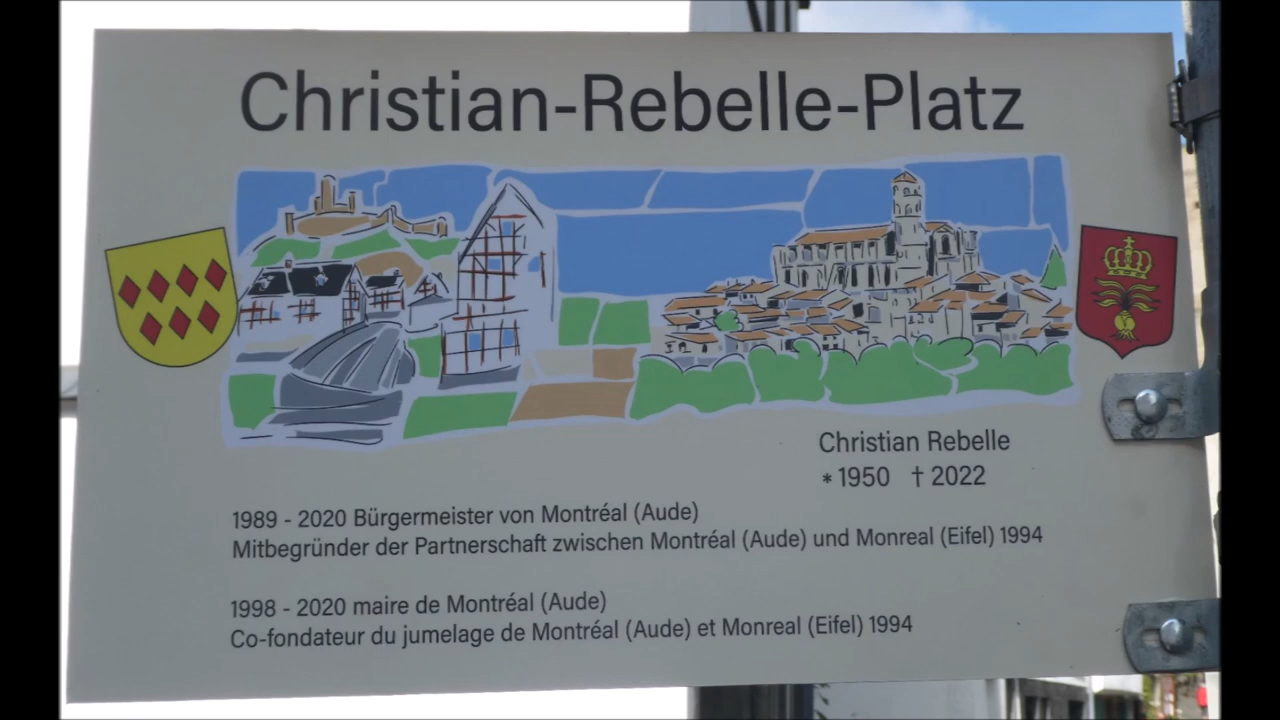 Christian-Rebelle-Platz
Christian Rebelle
* 1950 † 2022
1989 - 2020 Bürgermeister von Montréal (Aude)
Mitbegründer der Partnerschaft zwischen Montréal (Aude) und Monreal (Eifel) 1994
1998 - 2020 maire de Montréal (Aude)
Co-fondateur du jumelage de Montréal (Aude) et Monreal (Eifel) 1994